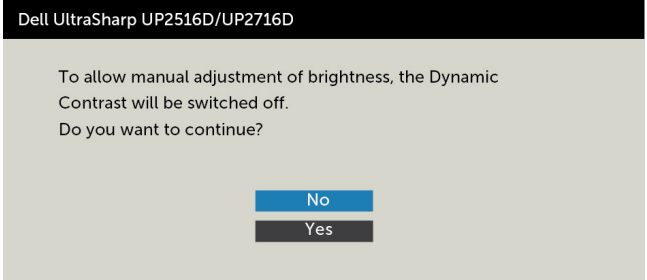 Dell UltraSharp UP2516D/UP2716D
To allow manual adjustment of brightness, the Dynamic
Contrast will be switched off.
Do you want to continue?
No
Yes